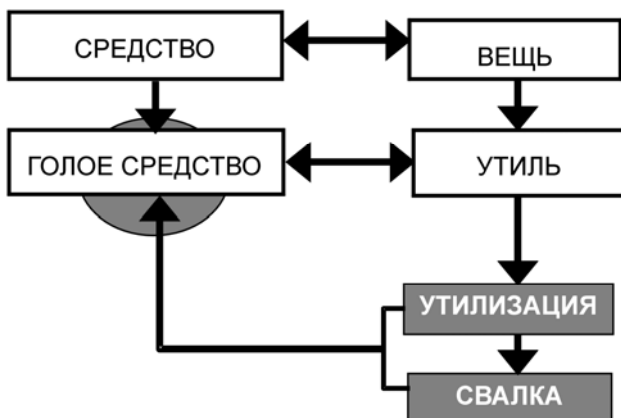 СРЕДСТВО
ВЕЩЬ
ГОЛОЕ СРЕДСТВО
УТИЛЬ
УТИЛИЗАЦИЯ
СВАЛКА